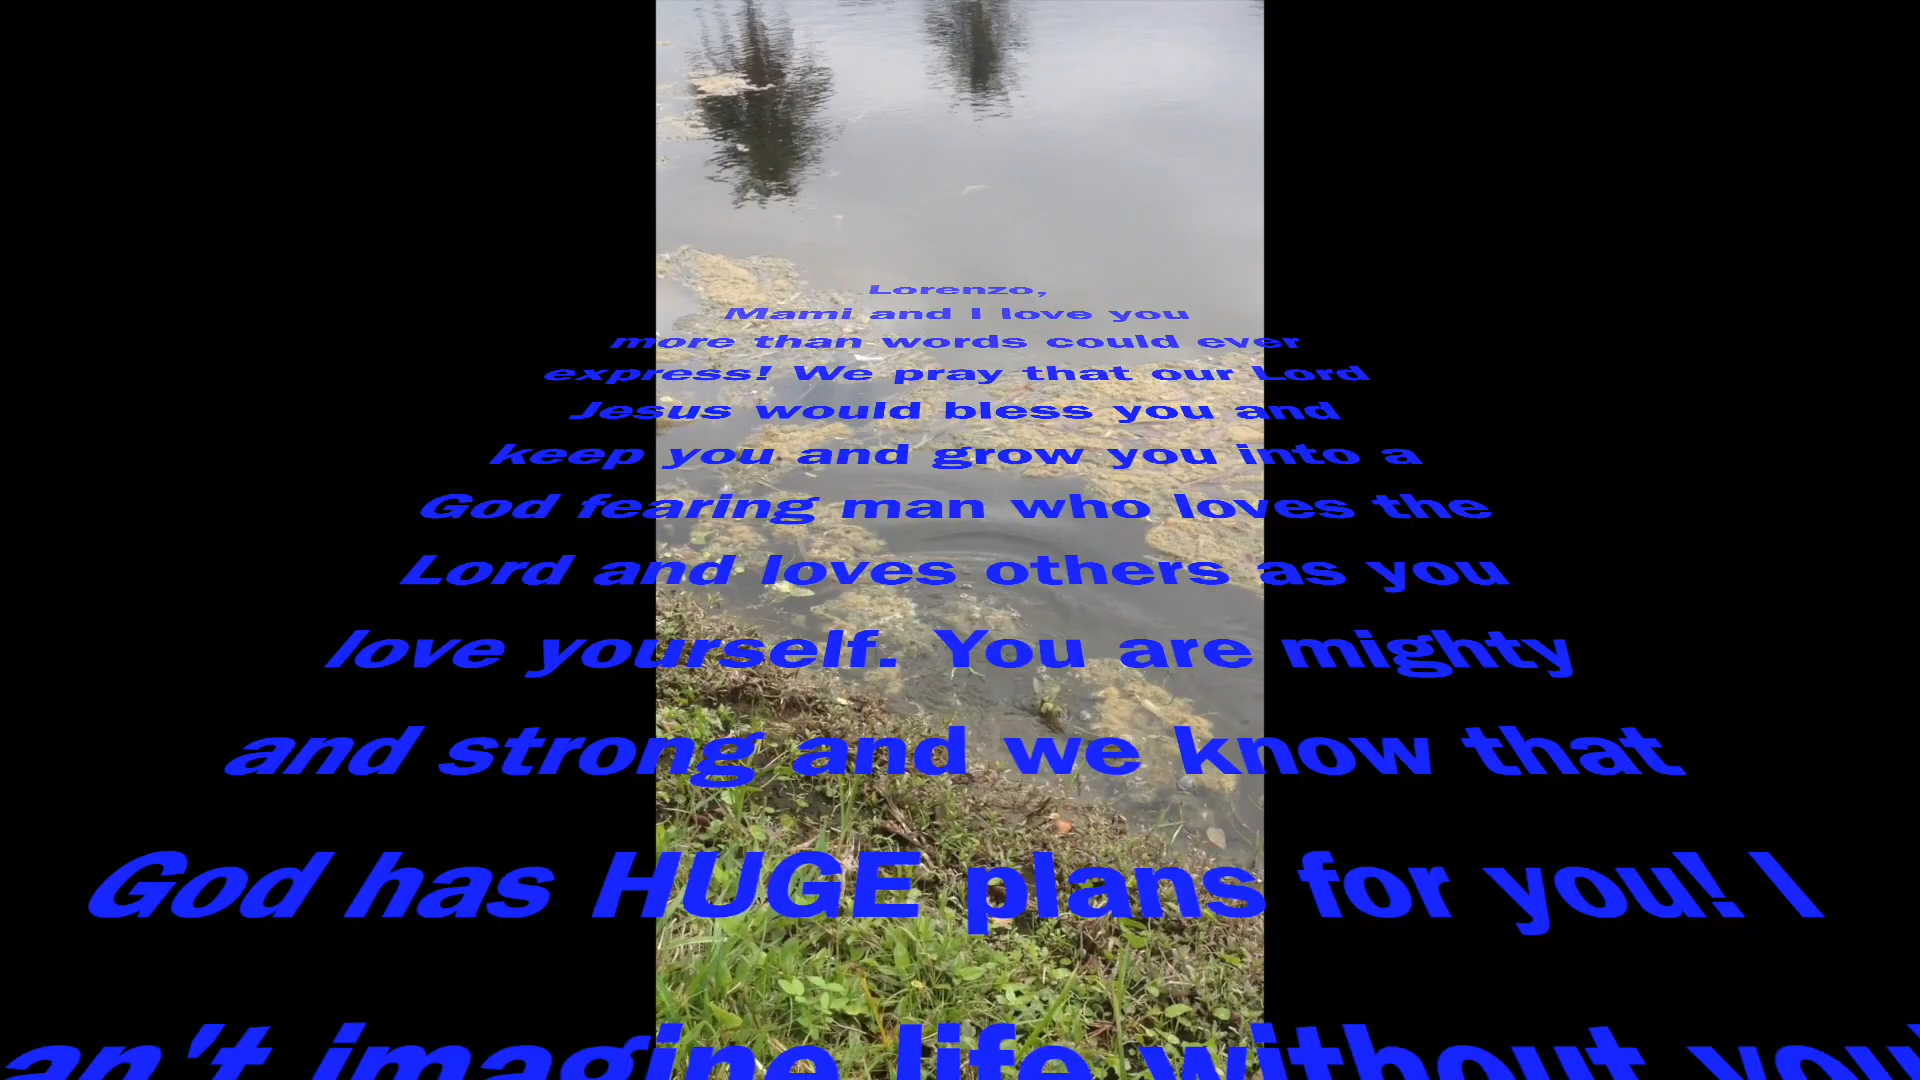 Lorenzo,
Mami and I love you
more than words could ever
express! We pray that our Lord
Jesus would bless you and
keep you and grow you into a
God fearing man who loves the
Lord and loves others as you
love yourself. You are mighty
and strong and we know that
God has HUGE plans for you! I
an't imagine life without you